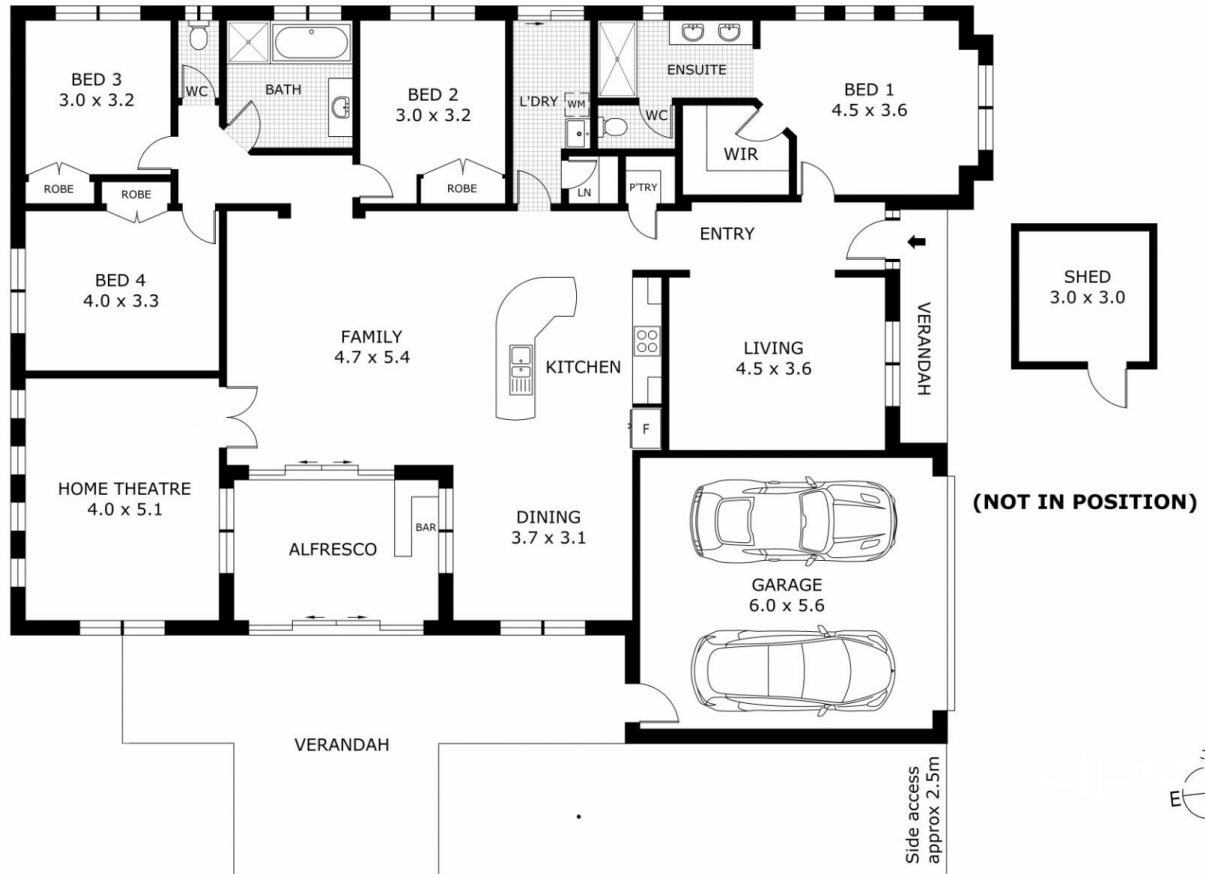 BED 3
3.0 x 3.2
WC
BATH
BED 2
3.0 x 3.2
L'DRY
WM
ENSUITE
WC
BED 1
4.5 x 3.6
WIR
ROBE
ROBE
ROBE
LN
P'TRY
ENTRY
BED 4
4.0 x 3.3
FAMILY
4.7 x 5.4
KITCHEN
LIVING
4.5 x 3.6
VERANDAH
SHED
3.0 x 3.0
F
HOME THEATRE
4.0 x 5.1
ALFRESCO
BAR
DINING
3.7 x 3.1
GARAGE
6.0 x 5.6
(NOT IN POSITION)
VERANDAH
Side access
approx 2.5m
E